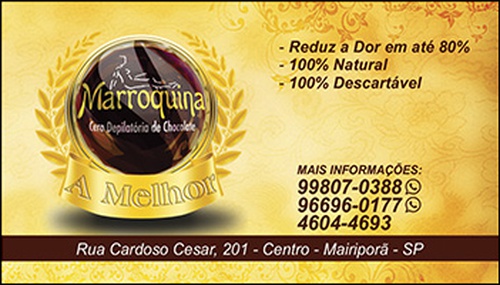 - Reduz a Dor em até 80%
- 100% Natural
- 100% Descartável
Marroquina
Cera Depilatória de Chocolate
A Melhor
MAIS INFORMAÇÕES:
99807-0388
96696-0177
4604-4693
Rua Cardoso Cesar, 201 - Centro - Mairiporã - SP